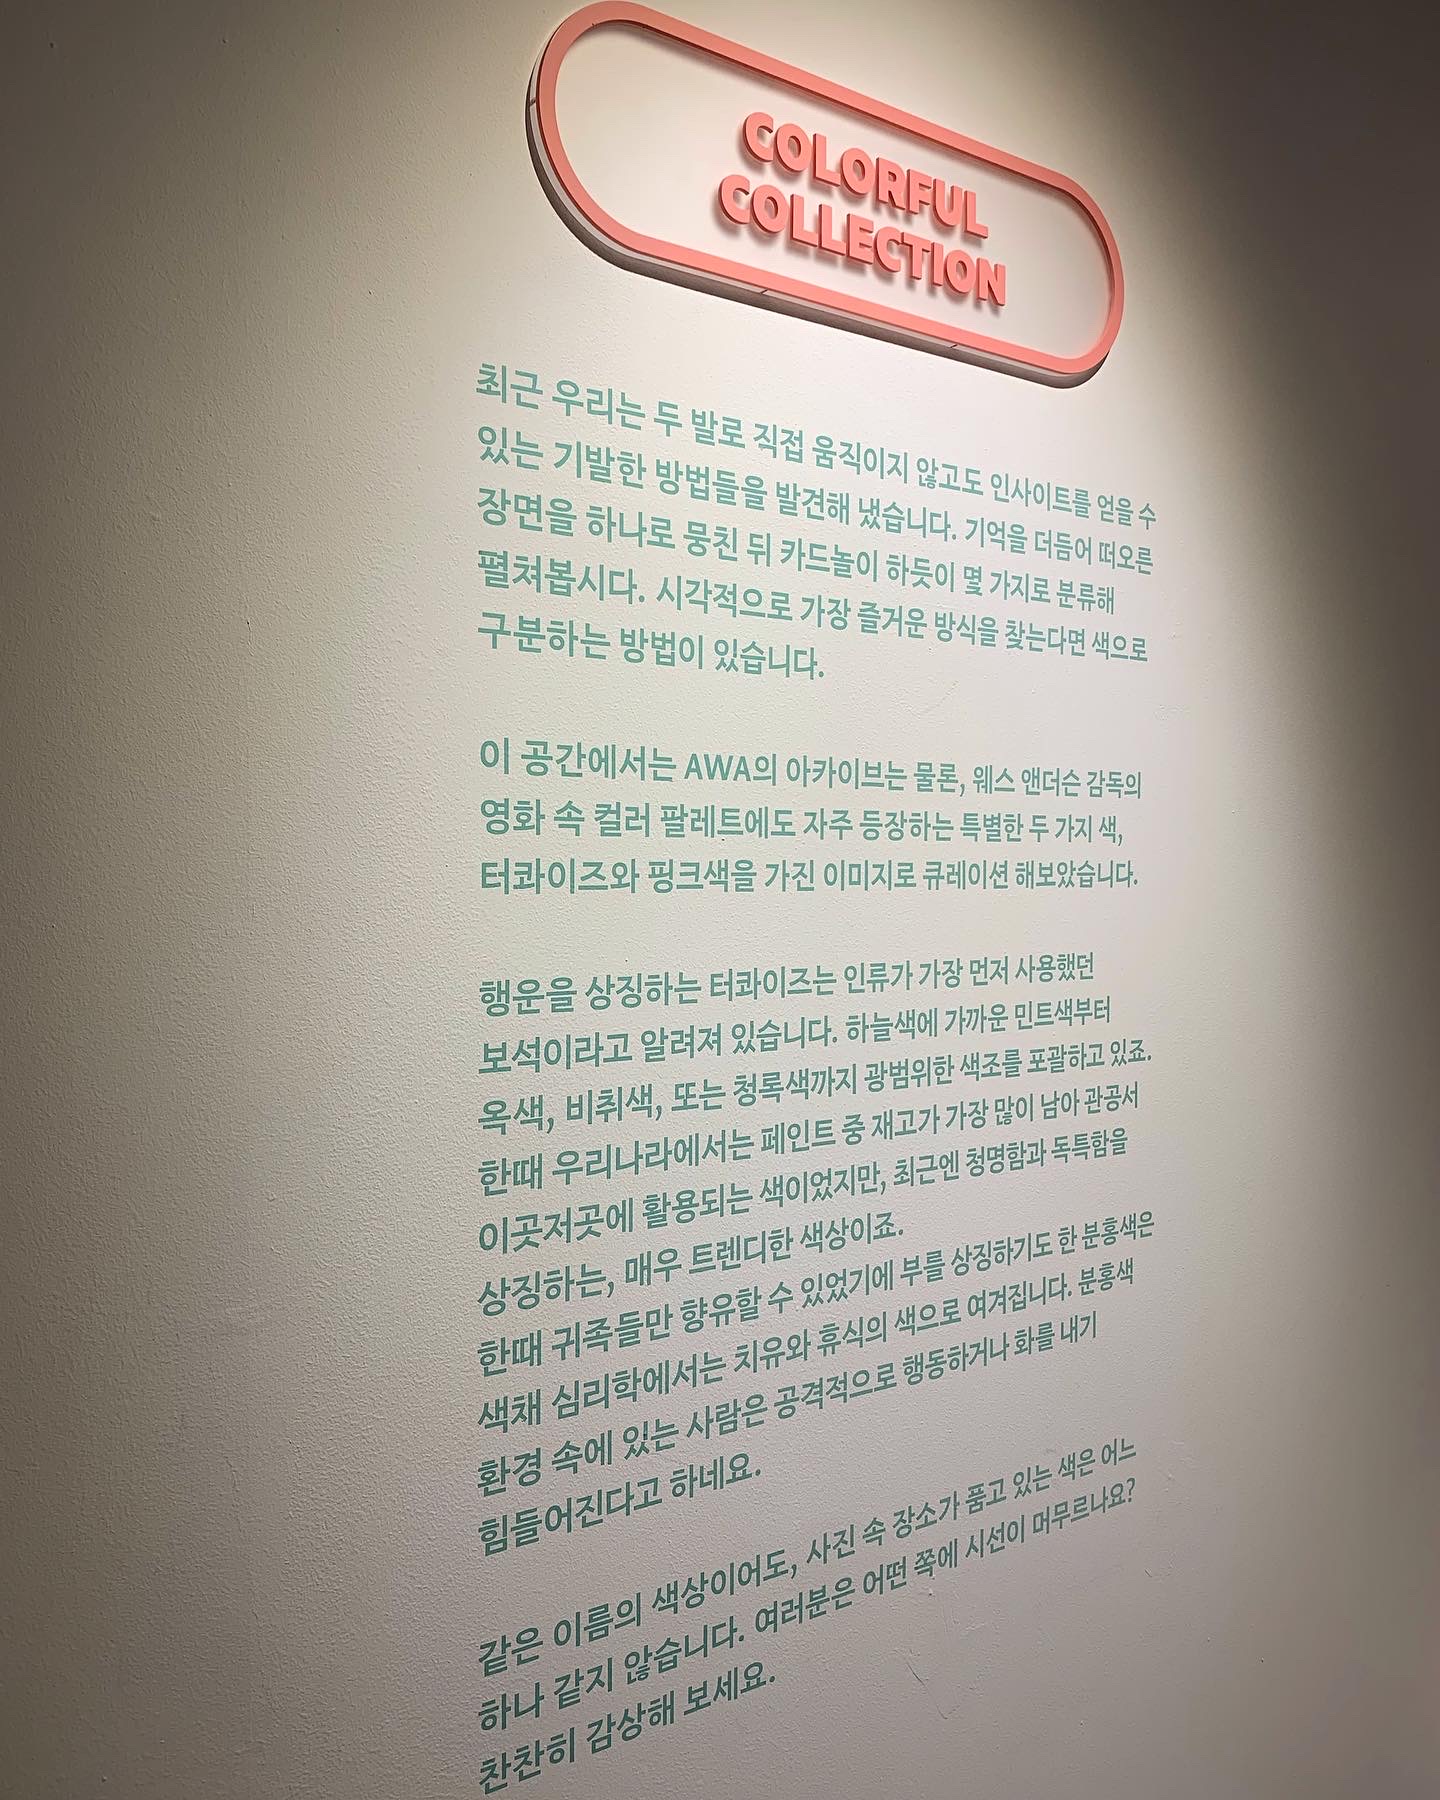 COLORFUL
COLLECTION
최근 우리는 두 발로 직접 움직이지 않고도 인사이트를 얻을 수
있는 기발한 방법들을 발견해 냈습니다. 기억을 더듬어 떠오른
장면을 하나로 뭉친 뒤 카드놀이 하듯이 몇 가지로 분류해
펼쳐봅시다. 시각적으로 가장 즐거운 방식을 찾는다면 색으로
구분하는 방법이 있습니다.
이 공간에서는 AWA의 아카이브는 물론, 웨스 앤더슨 감독의
영화 속 컬러 팔레트에도 자주 등장하는 특별한 두 가지 색,
터콰이즈와 핑크색을 가진 이미지로 큐레이션 해보았습니다.
행운을 상징하는 터콰이즈는 인류가 가장 먼저 사용했던
보석이라고 알려져 있습니다. 하늘색에 가까운 민트색부터
옥색, 비취색, 또는 청록색까지 광범위한 색조를 포괄하고 있죠.
한때 우리나라에서는 페인트 중 재고가 가장 많이 남아 관공서
이곳저곳에 활용되는 색이었지만, 최근엔 청명함과 독특함을
상징하는, 매우 트렌디한 색상이죠.
한때 귀족들만 향유할 수 있었기에 부를 상징하기도 한 분홍색은
색채 심리학에서는 치유와 휴식의 색으로 여겨집니다. 분홍색
환경 속에 있는 사람은 공격적으로 행동하거나 화를 내기
힘들어진다고 하네요.
같은 이름의 색상이어도, 사진 속 장소가 품고 있는 색은 어느
하나 같지 않습니다. 여러분은 어떤 쪽에 시선이 머무르나요?
찬찬히 감상해 보세요.